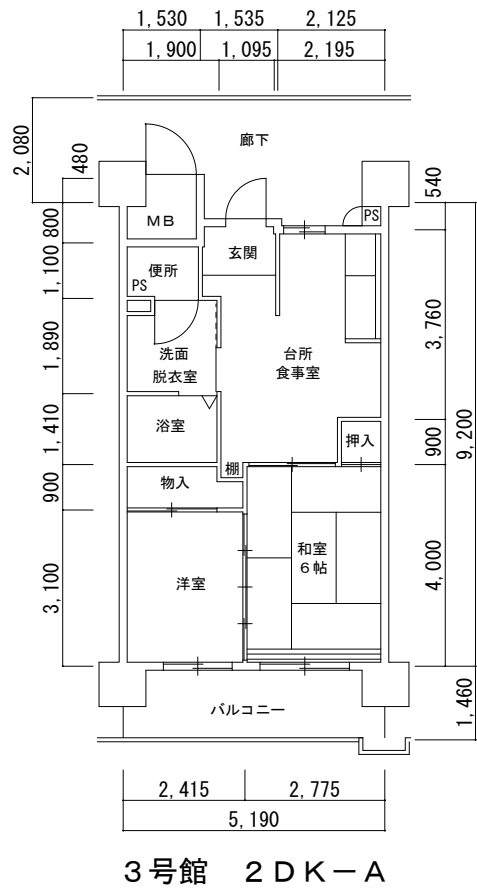 1,530 1,535 2,125
1,900 1,095 2,195
2,080
480
廊下
540
800
MB
PS
玄関
1,100
便所
PS
1,890
洗面
脱衣室
台所
食事室
3,760
9,200
1,410
浴室
押入
900
棚
900
物入
和室
6帖
4,000
3,100
洋室
バルコニー
1,460
2,415 2,775
5,190
3号館 2DK-A